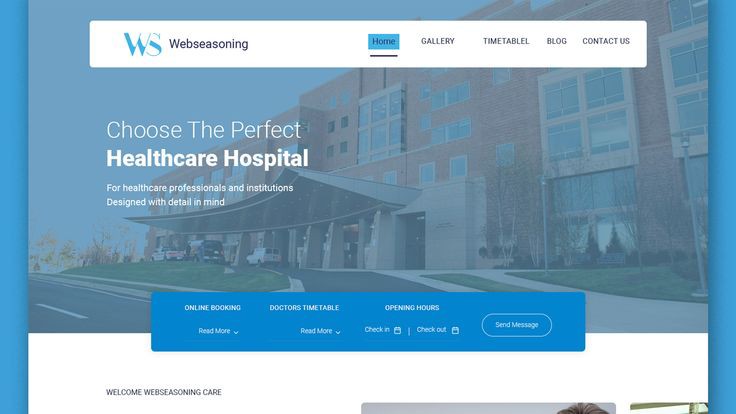 WS Webseasoning
Home GALLERY TIMETABLEL BLOG CONTACT US
Choose The Perfect
Healthcare Hospital
For healthcare professionals and institutions
Designed with detail in mind
ONLINE BOOKING DOCTORS TIMETABLE OPENING HOURS
Read More Read More Check in | Check out Send Message
WELCOME WEBSEASONING CARE